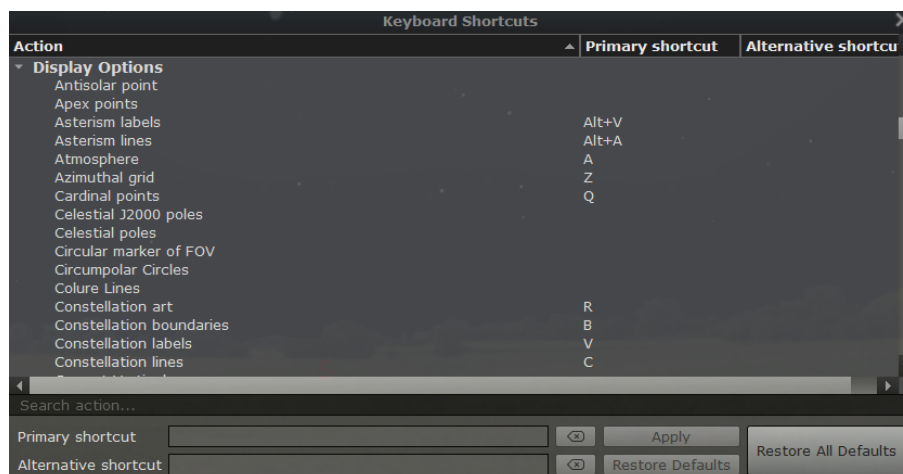 Keyboard Shortcuts
Action Primary shortcut Alternative shortcu
Display Options
Antisolar point
Apex points
Asterism labels Alt+V
Asterism lines Alt+A
Atmosphere A
Azimuthal grid Z
Cardinal points Q
Celestial J2000 poles
Celestial poles
Circular marker of FOV
Circumpolar Circles
Colure Lines
Constellation art R
Constellation boundaries B
Constellation labels V
Constellation lines C
Search action...
Primary shortcut Apply
Restore All Defaults
Alternative shortcut Restore Defaults